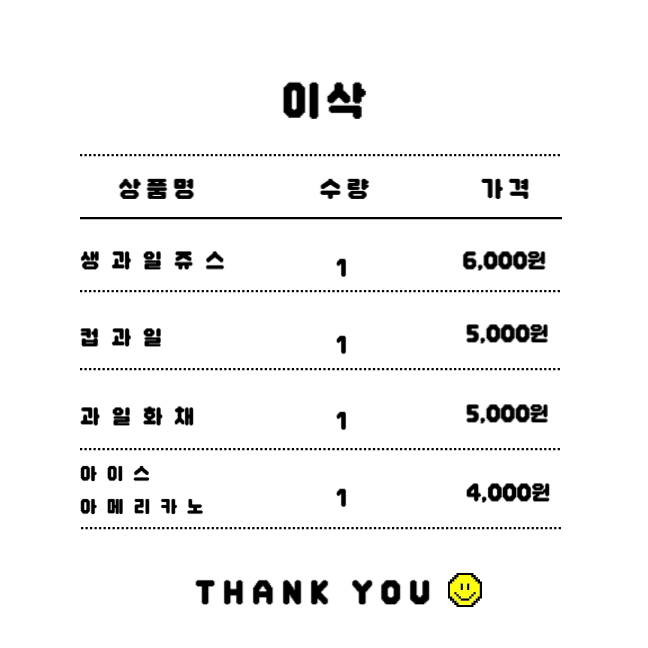 이삭
상품명 수량 가격
생과일쥬스 1 6,000원
컵과일 1 5,000원
과일화채 1 5,000원
아이스
아메리카노 1 4,000원
THANK YOU